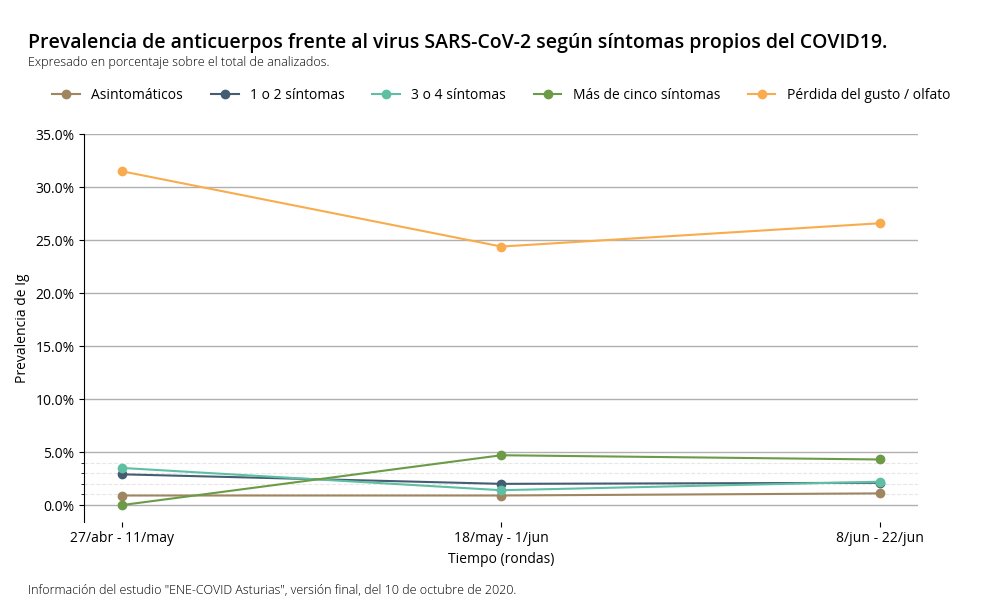 Prevalencia de anticuerpos frente al virus SARS-CoV-2 según síntomas propios del COVID19.
Expresado en porcentaje sobre el total de analizados.
Asintomáticos 1 o 2 síntomas 3 o 4 síntomas Más de cinco síntomas Pérdida del gusto / olfato
35.0%
30.0%
25.0%
20.0%
15.0%
10.0%
5.0%
0.0%
Prevalencia de Ig
27/abr - 11/may 18/may - 1/jun 8/jun - 22/jun
Tiempo (rondas)
Información del estudio "ENE-COVID Asturias", versión final, del 10 de octubre de 2020.